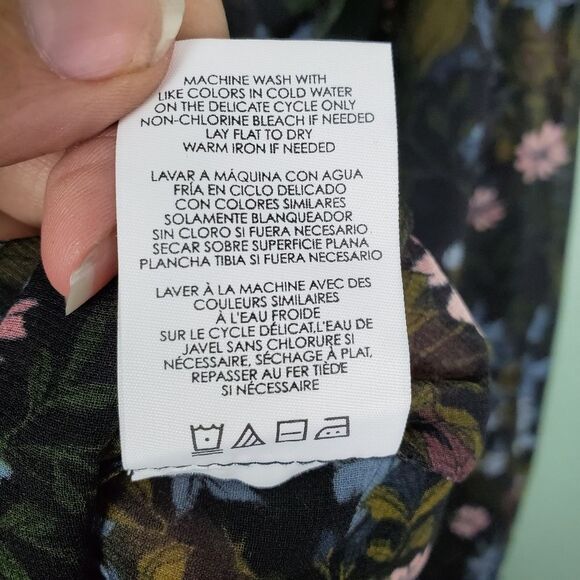 MACHINE WASH WITH
LIKE COLORS IN COLD WATER
ON THE DELICATE CYCLE ONLY
NON-CHLORINE BLEACH IF NEEDED
LAY FLAT TO DRY
WARM IRON IF NEEDED
LAVAR A MÁQUINA CON AGUA
FRÍA EN CICLO DELICADO
CON COLORES SIMILARES
SOLAMENTE BLANQUEADOR
SIN CLORO SI FUERA NECESARIO
SECAR SOBRE SUPERFICIE PLANA
PLANCHA TIBIA SI FUERA NECESARIO
LAVER À LA MACHINE AVEC DES
COULEURS SIMILAIRES
À L'EAU FROIDE
SUR LE CYCLE DÉLICAT,L'EAU DE
JAVEL SANS CHLORURE SI
NÉCESSAIRE, SÉCHAGE À PLAT,
REPASSER AU FER TIÈDE
SI NÉCESSAIRE